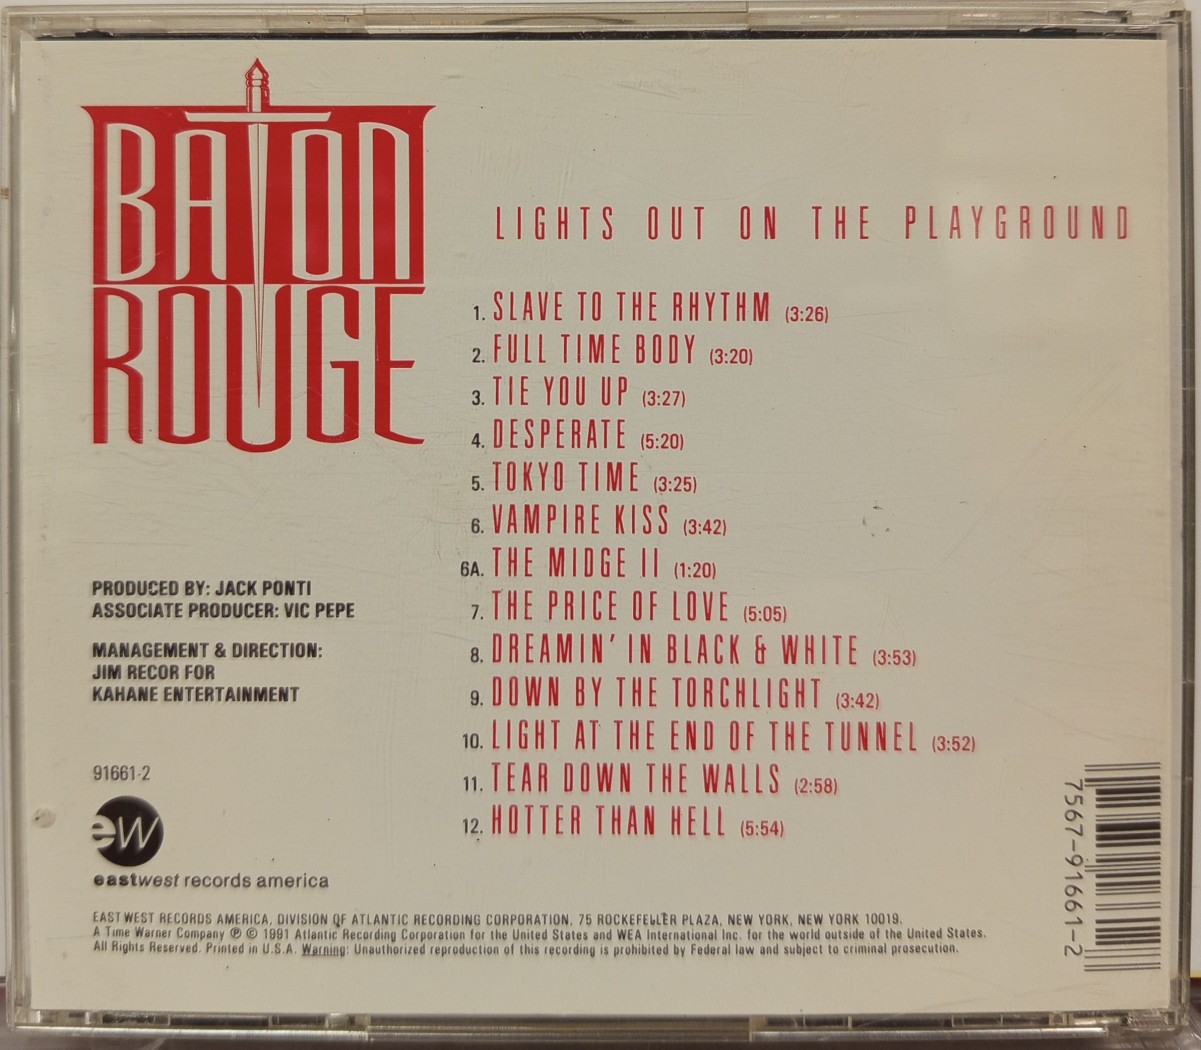 BATON
ROUGE
LIGHTS OUT ON THE PLAYGROUND
1. SLAVE TO THE RHYTHM (3:26)
2. FULL TIME BODY (3:20)
3. TIE YOU UP (3:27)
4. DESPERATE (5:20)
5. TOKYO TIME (3:25)
6. VAMPIRE KISS (3:42)
6A. THE MIDGE II (1:20)
7. THE PRICE OF LOVE (5:05)
8. DREAMIN' IN BLACK & WHITE (3:53)
9. DOWN BY THE TORCHLIGHT (3:42)
10. LIGHT AT THE END OF THE TUNNEL (3:52)
11. TEAR DOWN THE WALLS (2:58)
12. HOTTER THAN HELL (5:54)
PRODUCED BY: JACK PONTI
ASSOCIATE PRODUCER: VIC PEPE
MANAGEMENT & DIRECTION:
JIM RECOR FOR
KAHANE ENTERTAINMENT
91661-2
ew
eastwest records america
EAST WEST RECORDS AMERICA, DIVISION OF ATLANTIC RECORDING CORPORATION, 75 ROCKEFELLER PLAZA, NEW YORK, NEW YORK 10019.
A Time Warner Company ℗ © 1991 Atlantic Recording Corporation for the United States and WEA International Inc. for the world outside of the United States.
All Rights Reserved. Printed in U.S.A. Warning: Unauthorized reproduction of this recording is prohibited by Federal law and subject to criminal prosecution.
7567-91661-2